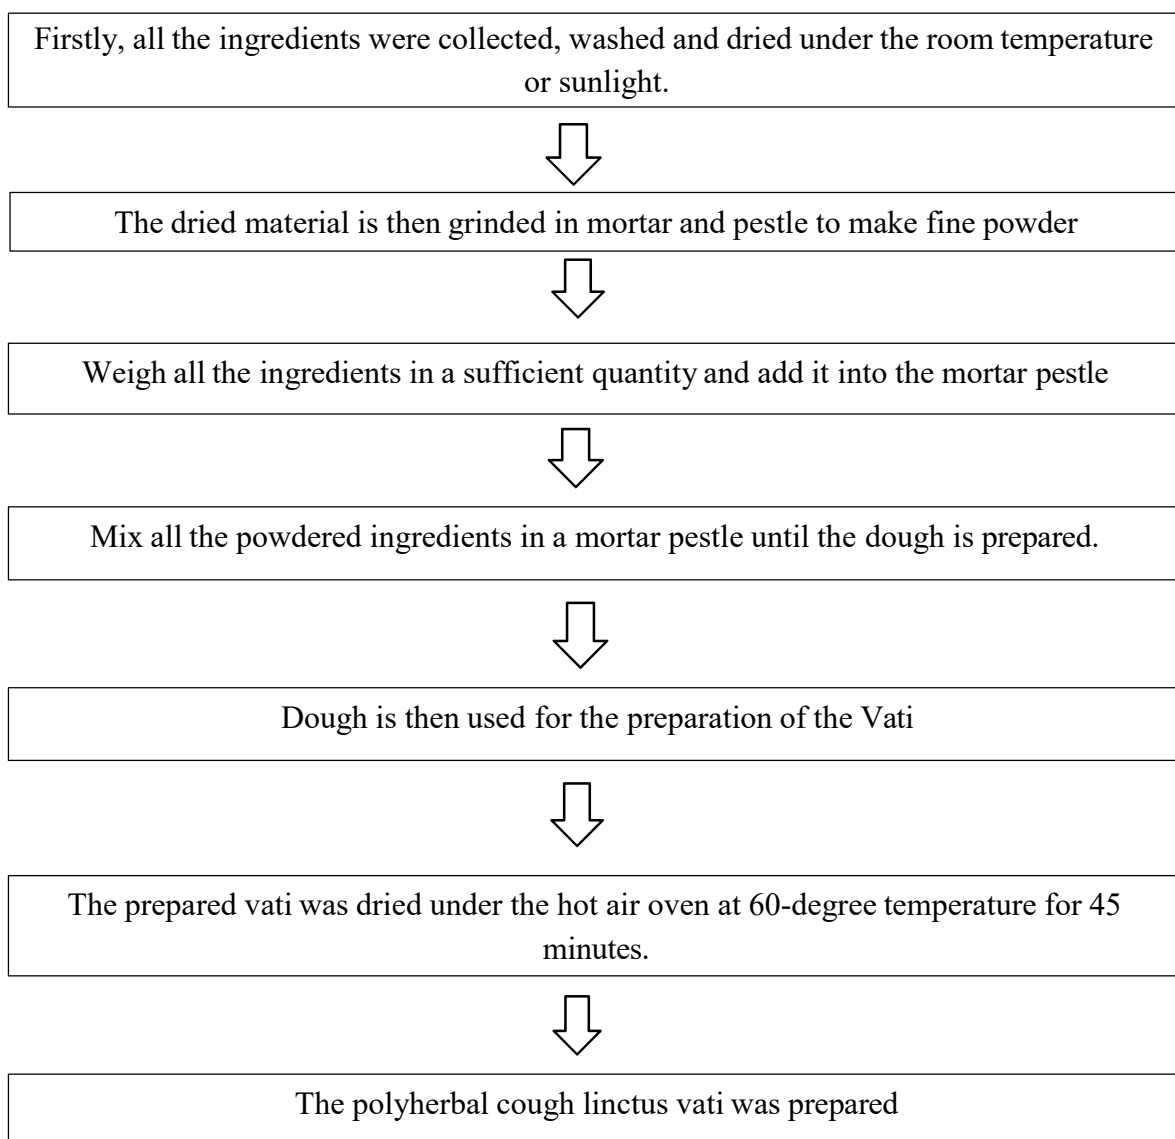 Firstly, all the ingredients were collected, washed and dried under the room temperature
or sunlight.
The dried material is then grinded in mortar and pestle to make fine powder
Weigh all the ingredients in a sufficient quantity and add it into the mortar pestle
Mix all the powdered ingredients in a mortar pestle until the dough is prepared.
Dough is then used for the preparation of the Vati
The prepared vati was dried under the hot air oven at 60-degree temperature for 45
minutes.
The polyherbal cough linctus vati was prepared